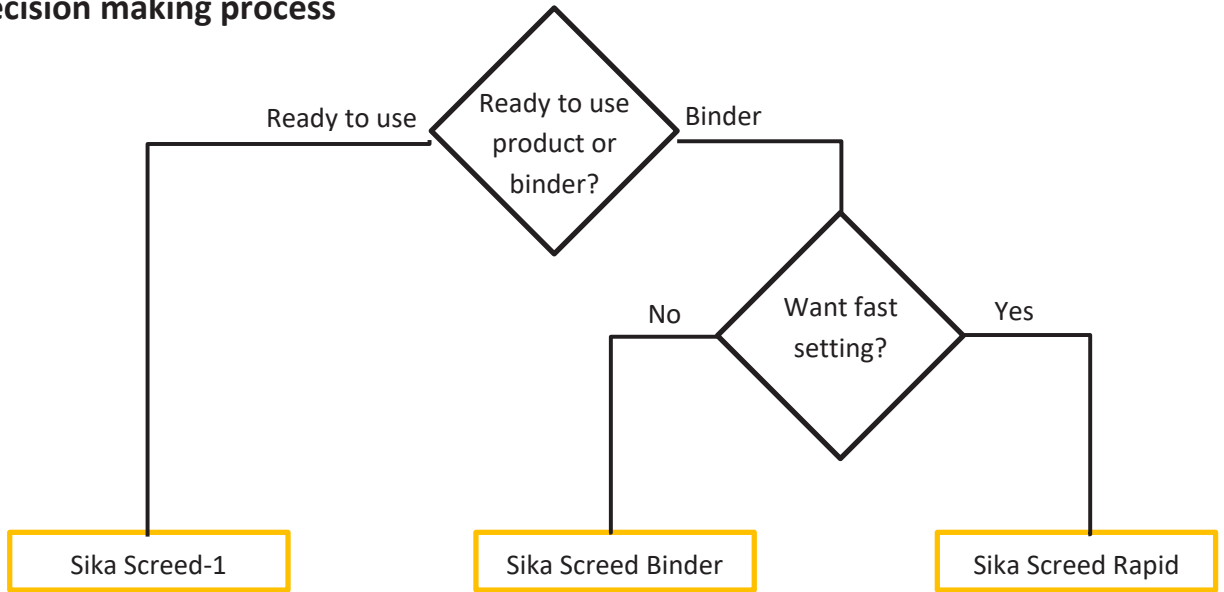 ecision making process
Ready to use
Ready to use
product or
binder?
Binder
No
Want fast
setting?
Yes
Sika Screed-1
Sika Screed Binder
Sika Screed Rapid